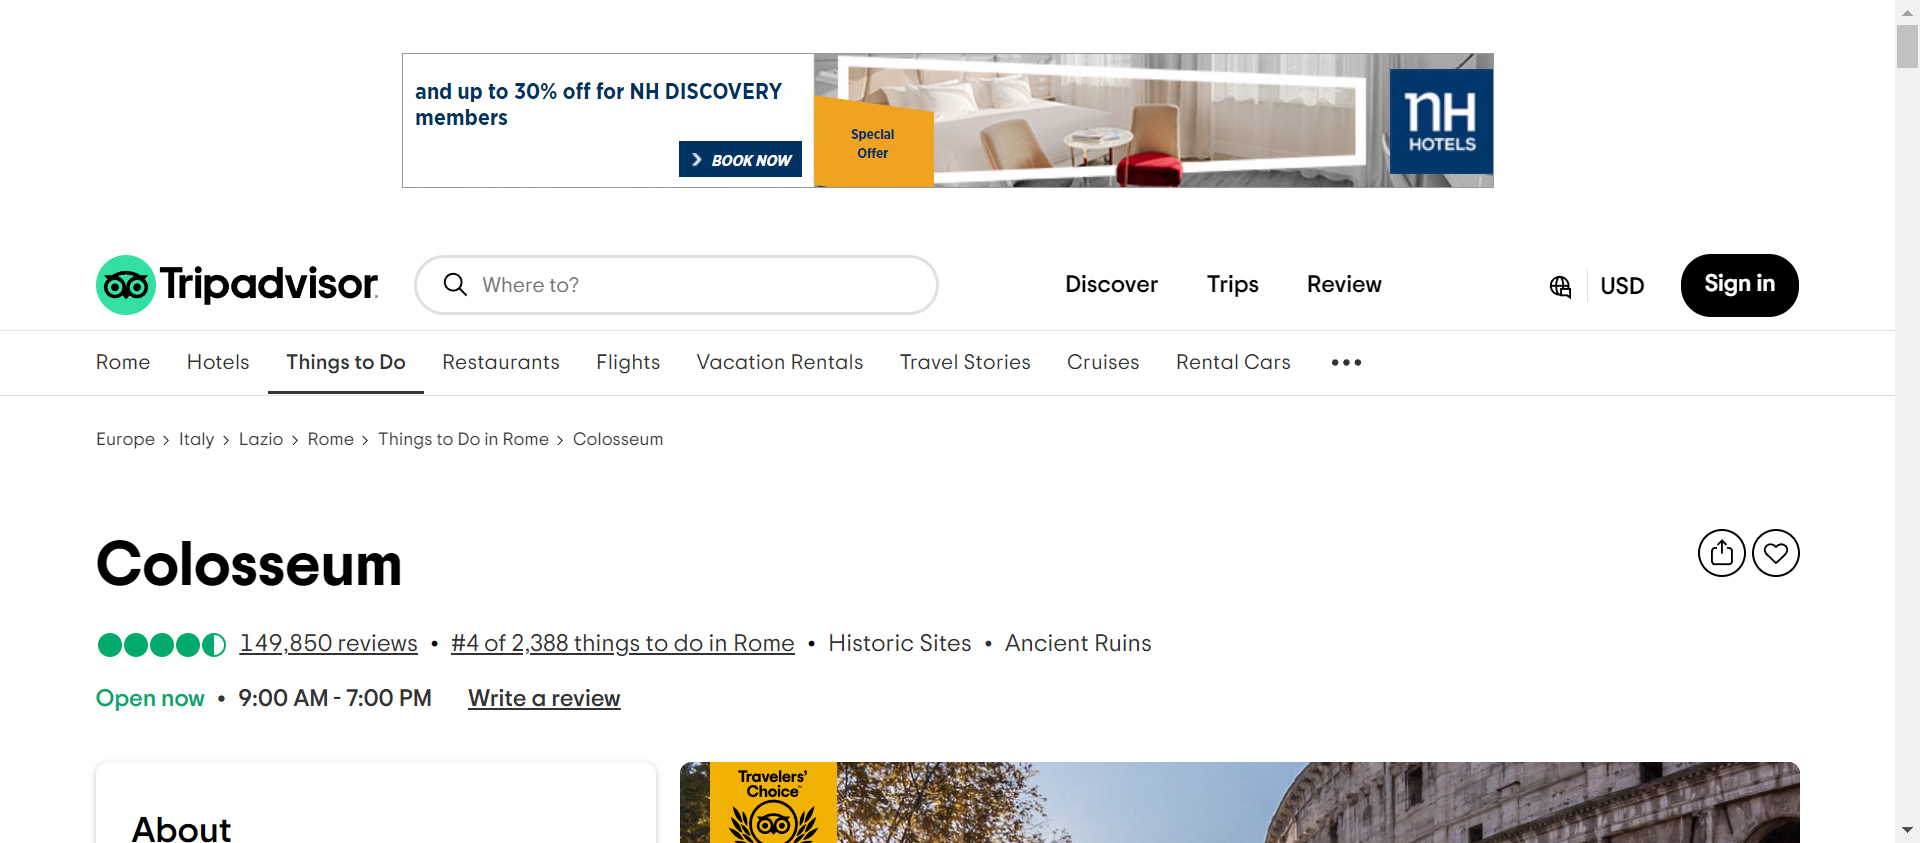 and up to 30% off for NH DISCOVERY
members
BOOK NOW
Special
Offer
nH
HOTELS
Tripadvisor
Where to?
Discover
Trips
Review
USD
Sign in
Rome
Hotels
Things to Do
Restaurants
Flights
Vacation Rentals
Travel Stories
Cruises
Rental Cars
•••
Europe › Italy › Lazio › Rome › Things to Do in Rome › Colosseum
Colosseum
149,850 reviews • #4 of 2,388 things to do in Rome • Historic Sites • Ancient Ruins
Open now • 9:00 AM - 7:00 PM Write a review
About
Travelers'
Choice™